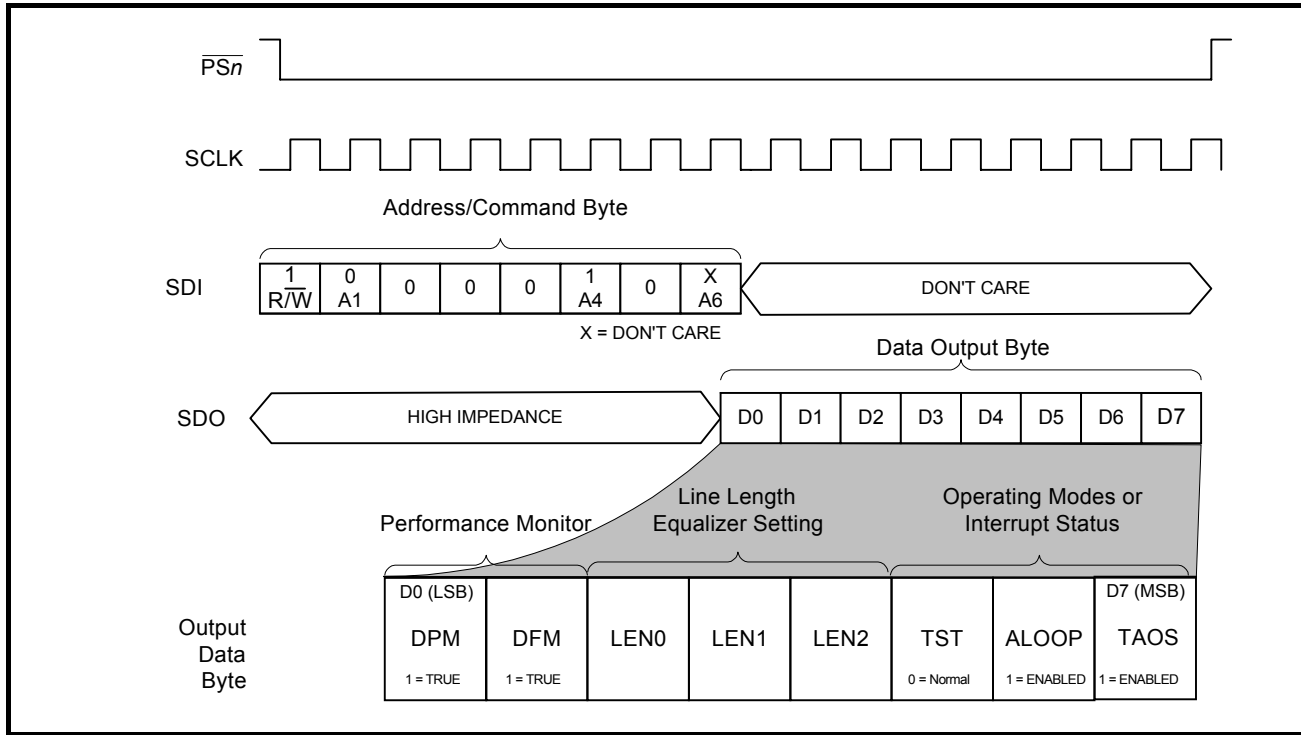 PSn
SCLK
Address/Command Byte
SDI
1 0 0 0 0 1 0 X
R/W A1 A4 A6
DON'T CARE
X = DON'T CARE
Data Output Byte
SDO
HIGH IMPEDANCE
D0 D1 D2 D3 D4 D5 D6 D7
Performance Monitor
Line Length
Equalizer Setting
Operating Modes or
Interrupt Status
Output
Data
Byte
D0 (LSB) D7 (MSB)
DPM DFM LEN0 LEN1 LEN2 TST ALOOP TAOS
1 = TRUE 1 = TRUE 0 = Normal 1 = ENABLED 1 = ENABLED